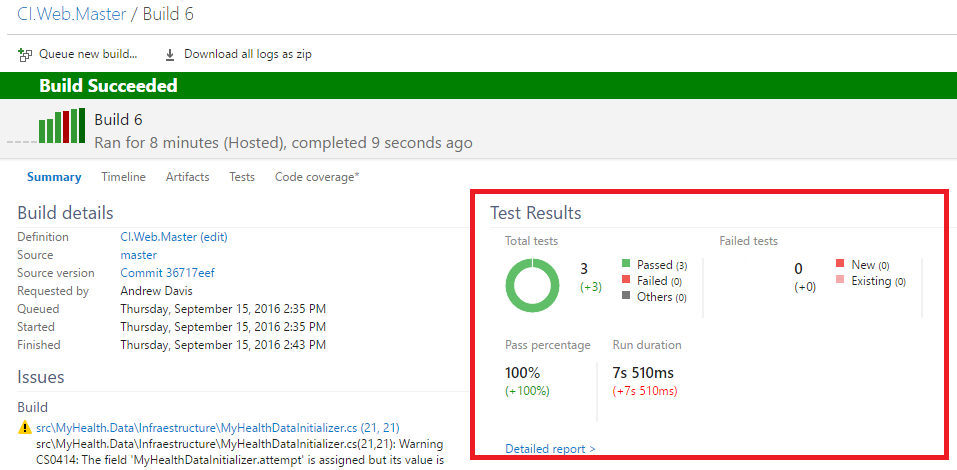 CI.Web.Master / Build 6
Queue new build... Download all logs as zip
Build Succeeded
Build 6
Ran for 8 minutes (Hosted), completed 9 seconds ago
Summary Timeline Artifacts Tests Code coverage*
Build details
Definition CI.Web.Master (edit)
Source master
Source version Commit 36717eef
Requested by Andrew Davis
Queued Thursday, September 15, 2016 2:35 PM
Started Thursday, September 15, 2016 2:35 PM
Finished Thursday, September 15, 2016 2:43 PM
Issues
Build
src\MyHealth.Data\Infraestructure\MyHealthDataInitializer.cs (21, 21)
src\MyHealth.Data\Infraestructure\MyHealthDataInitializer.cs(21,21): Warning
CS0414: The field 'MyHealthDataInitializer.attempt' is assigned but its value is
Test Results
Total tests
3
(+3)
Passed (3)
Failed (0)
Others (0)
Failed tests
0
(+0)
New (0)
Existing (0)
Pass percentage
100%
(+100%)
Run duration
7s 510ms
(+7s 510ms)
Detailed report >